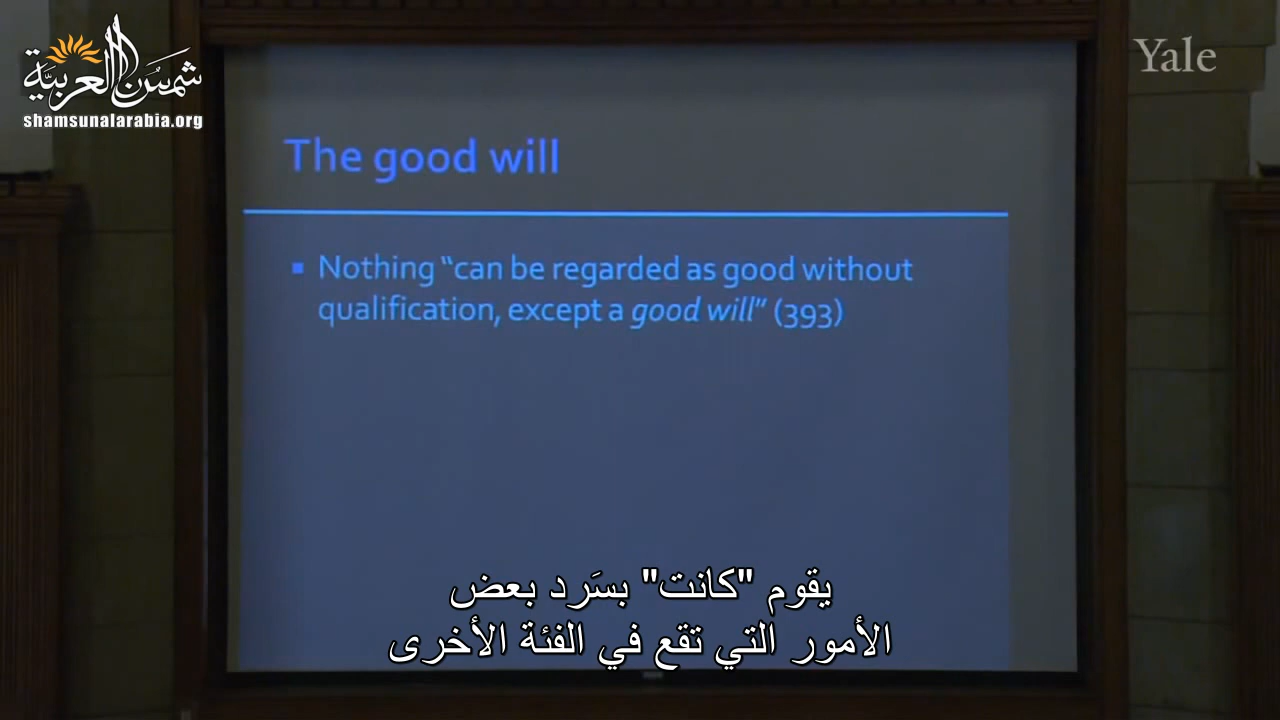 شمس العربية
shamsunalarabia.org
Yale
The good will
▪ Nothing “can be regarded as good without
qualification, except a good will” (393)
يقوم "كانت" بسَرد بعض
الأمور التي تقع في الفئة الأخرى